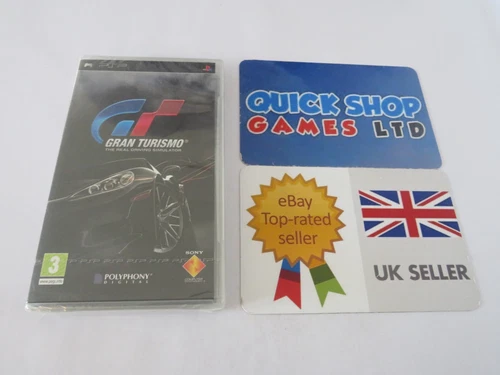 GRAN TURISMO
THE REAL DRIVING SIMULATOR
3
POLYPHONY
DIGITAL
SONY
QUICK SHOP
GAMES LTD
eBay
Top-rated
seller
UK SELLER